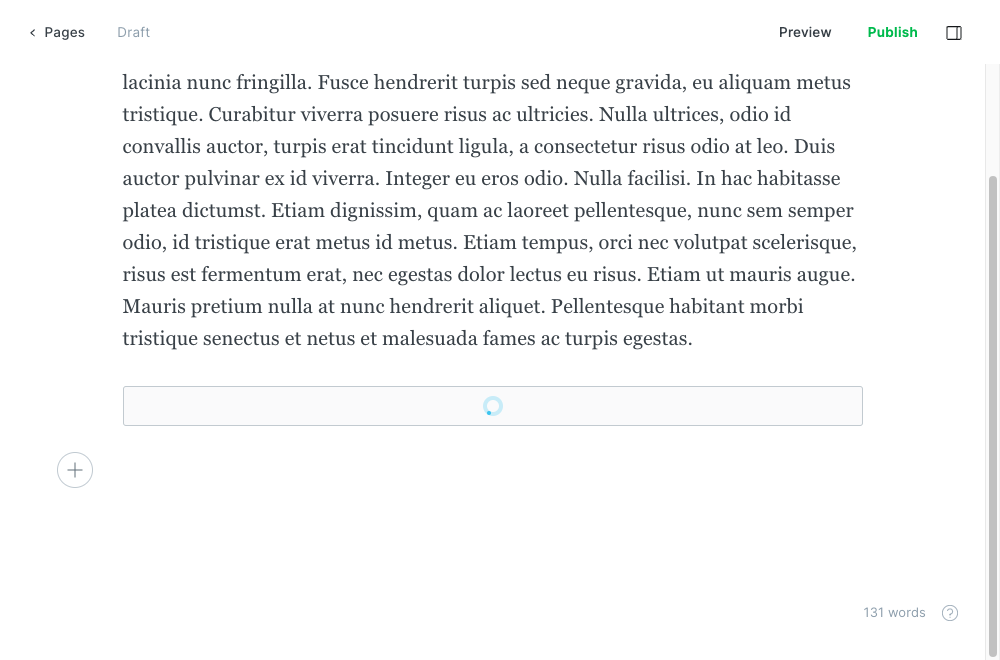 Pages
Draft
Preview
Publish
lacinia nunc fringilla. Fusce hendrerit turpis sed neque gravida, eu aliquam metus
tristique. Curabitur viverra posuere risus ac ultricies. Nulla ultrices, odio id
convallis auctor, turpis erat tincidunt ligula, a consectetur risus odio at leo. Duis
auctor pulvinar ex id viverra. Integer eu eros odio. Nulla facilisi. In hac habitasse
platea dictumst. Etiam dignissim, quam ac laoreet pellentesque, nunc sem semper
odio, id tristique erat metus id metus. Etiam tempus, orci nec volutpat scelerisque,
risus est fermentum erat, nec egestas dolor lectus eu risus. Etiam ut mauris augue.
Mauris pretium nulla at nunc hendrerit aliquet. Pellentesque habitant morbi
tristique senectus et netus et malesuada fames ac turpis egestas.
131 words